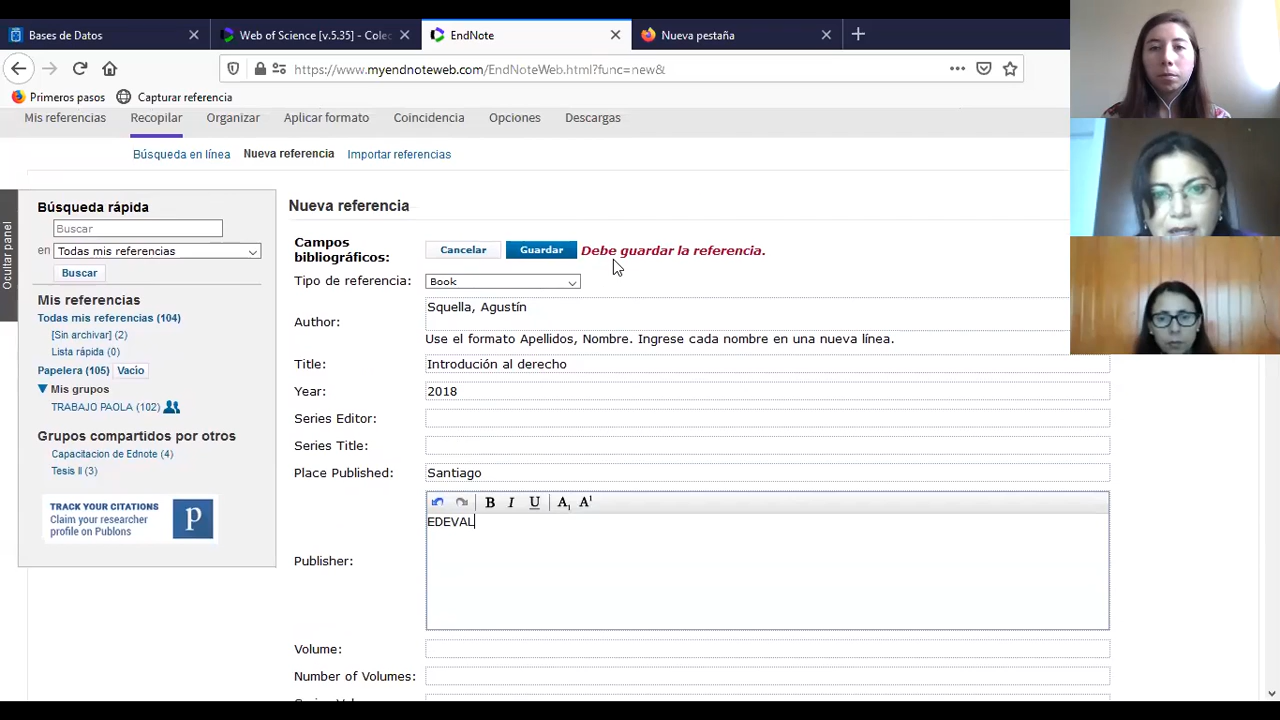 Bases de Datos
Web of Science [v.5.35] - Colec
EndNote
Nueva pestaña
https://www.myendnoteweb.com/EndNoteWeb.html?func=new&
Primeros pasos
Capturar referencia
Mis referencias
Recopilar
Organizar
Aplicar formato
Coincidencia
Opciones
Descargas
Búsqueda en línea
Nueva referencia
Importar referencias
Ocultar panel
Búsqueda rápida
Buscar
en Todas mis referencias
Buscar
Mis referencias
Todas mis referencias (104)
[Sin archivar] (2)
Lista rápida (0)
Papelera (105) Vacio
Mis grupos
TRABAJO PAOLA (102)
Grupos compartidos por otros
Capacitacion de Ednote (4)
Tesis II (3)
TRACK YOUR CITATIONS
Claim your researcher
profile on Publons
p
Nueva referencia
Campos
bibliográficos:
Cancelar
Guardar
Debe guardar la referencia.
Tipo de referencia: Book
Author: Squella, Agustín
Use el formato Apellidos, Nombre. Ingrese cada nombre en una nueva línea.
Title: Introdución al derecho
Year: 2018
Series Editor:
Series Title:
Place Published: Santiago
B I U A₁ A¹
Publisher: EDEVAL
Volume:
Number of Volumes: